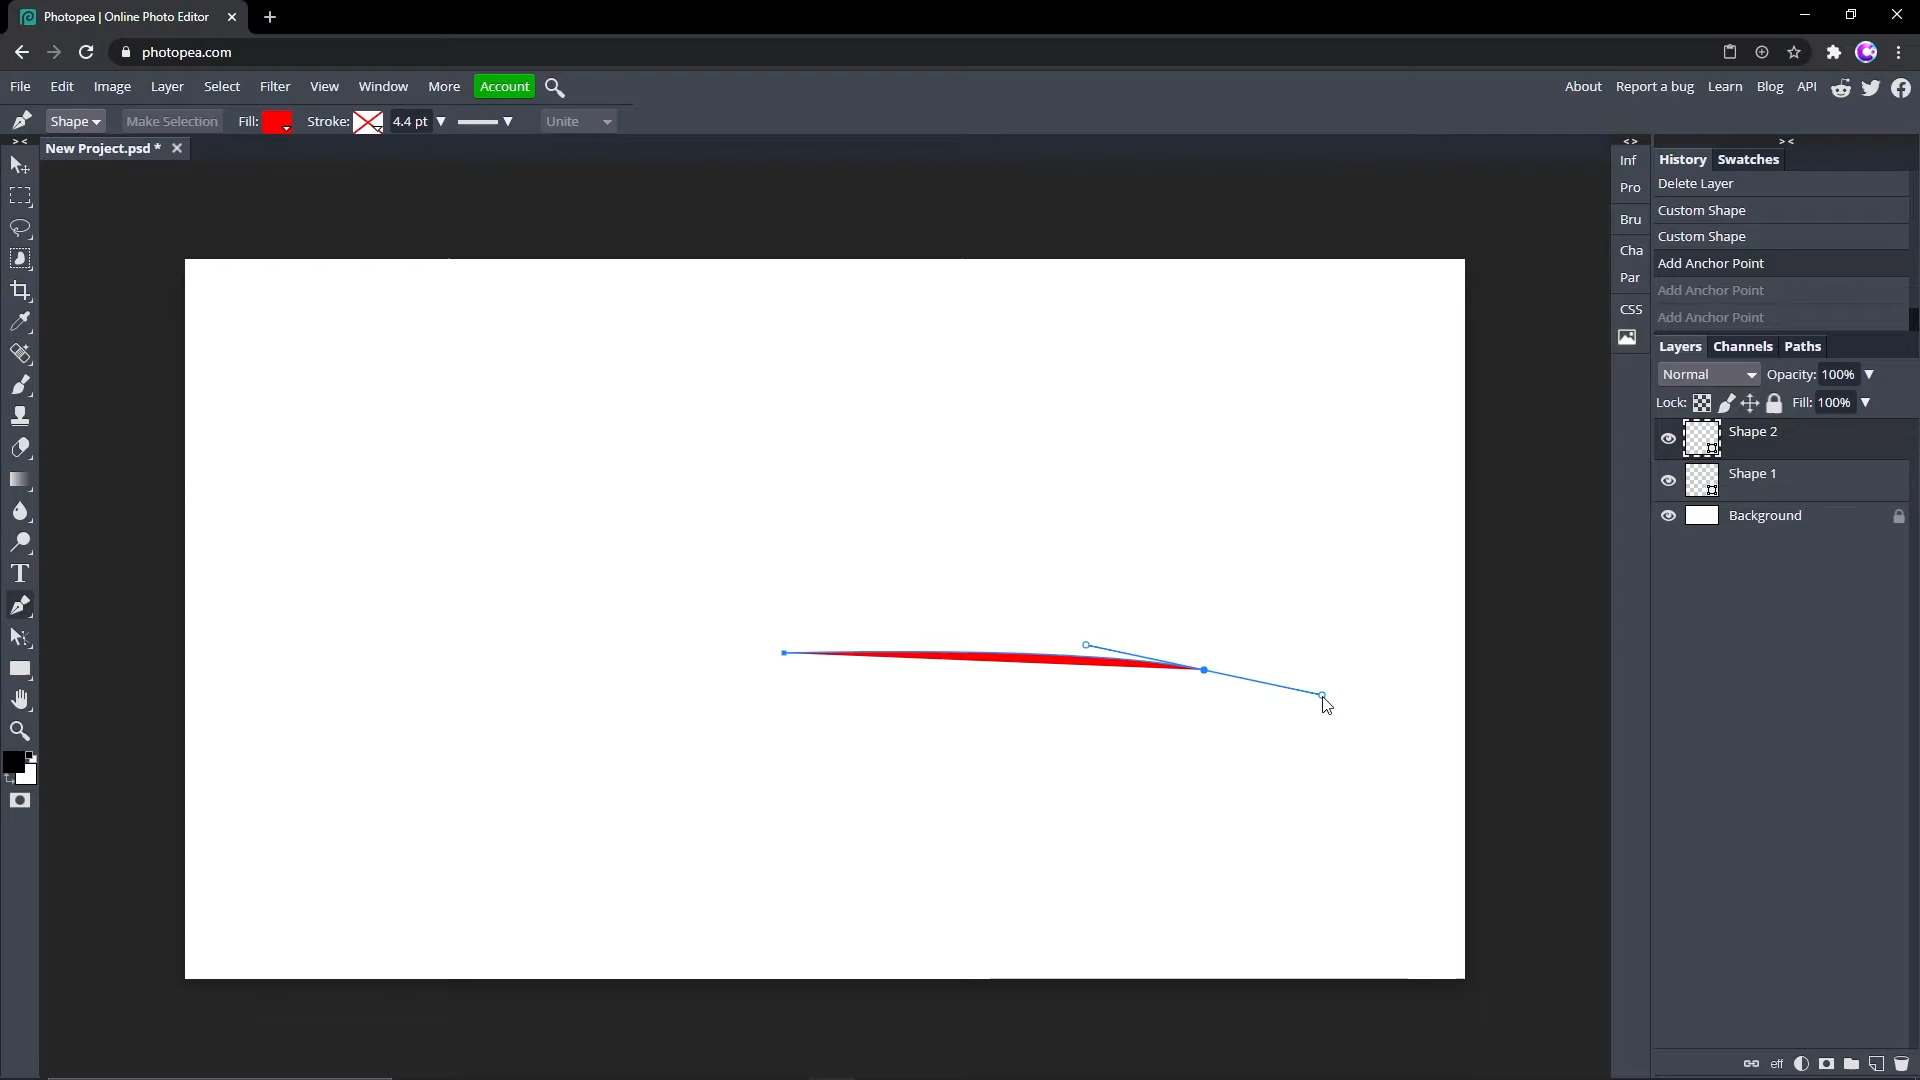 Photopea | Online Photo Editor
photopea.com
File Edit Image Layer Select Filter View Window More Account
About Report a bug Learn Blog API
Shape Make Selection Fill: Stroke: 4.4 pt Unite
New Project.psd *
Inf
Pro
Bru
Cha
Par
CSS
History Swatches
Delete Layer
Custom Shape
Custom Shape
Add Anchor Point
Add Anchor Point
Add Anchor Point
Layers Channels Paths
Normal Opacity: 100%
Lock: Fill: 100%
Shape 2
Shape 1
Background
eff